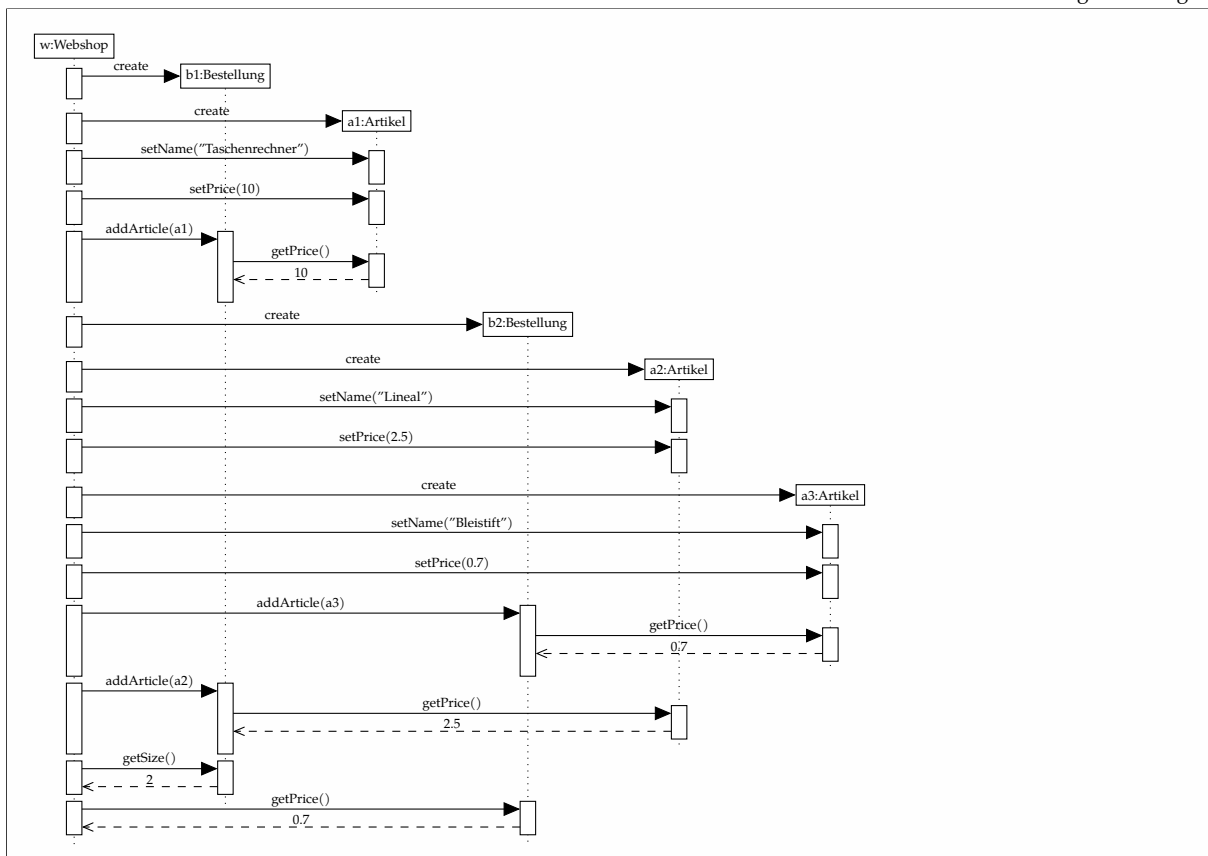 w:Webshop
create
b1:Bestellung
create
a1:Artikel
setName("Taschenrechner")
setPrice(10)
addArticle(a1)
getPrice()
10
create
b2:Bestellung
create
a2:Artikel
setName("Lineal")
setPrice(2.5)
create
a3:Artikel
setName("Bleistift")
setPrice(0.7)
addArticle(a3)
getPrice()
0.7
addArticle(a2)
getPrice()
2.5
getSize()
2
getPrice()
0.7